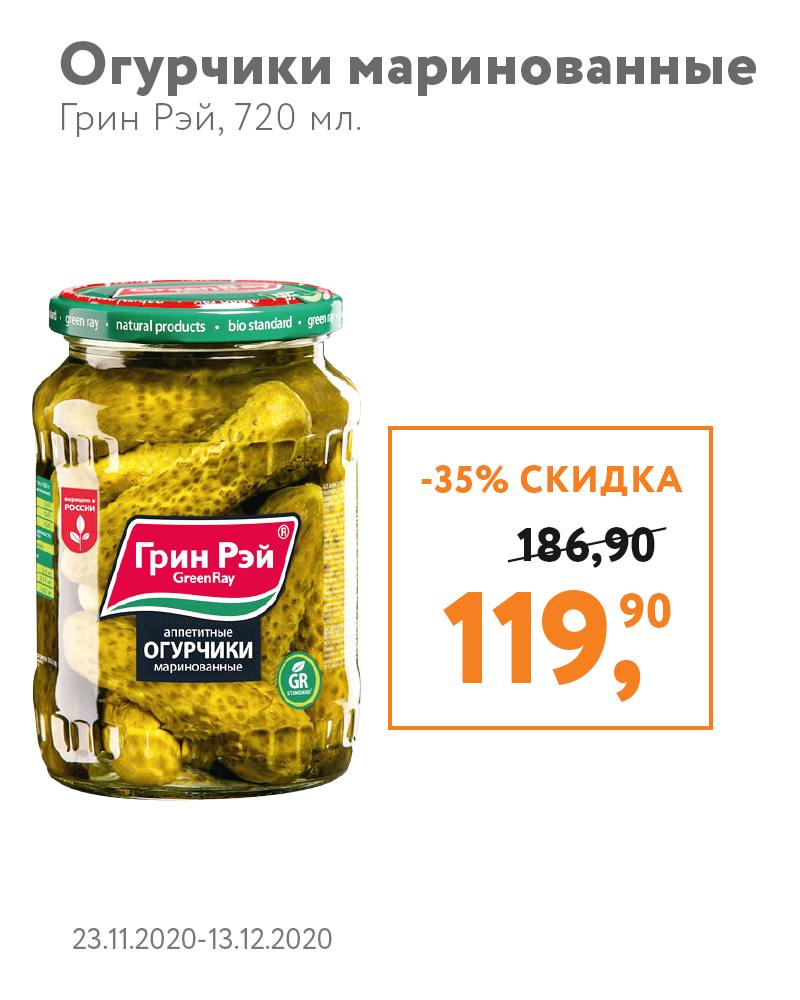 Огурчики маринованные
Грин Рэй, 720 мл.
green ray • natural products • bio standard • green
выращено в
РОССИИ
Грин Рэй®
GreenRay
аппетитные
ОГУРЧИКИ
маринованные
GR
STANDARD
-35% СКИДКА
186,90
119,90
23.11.2020-13.12.2020